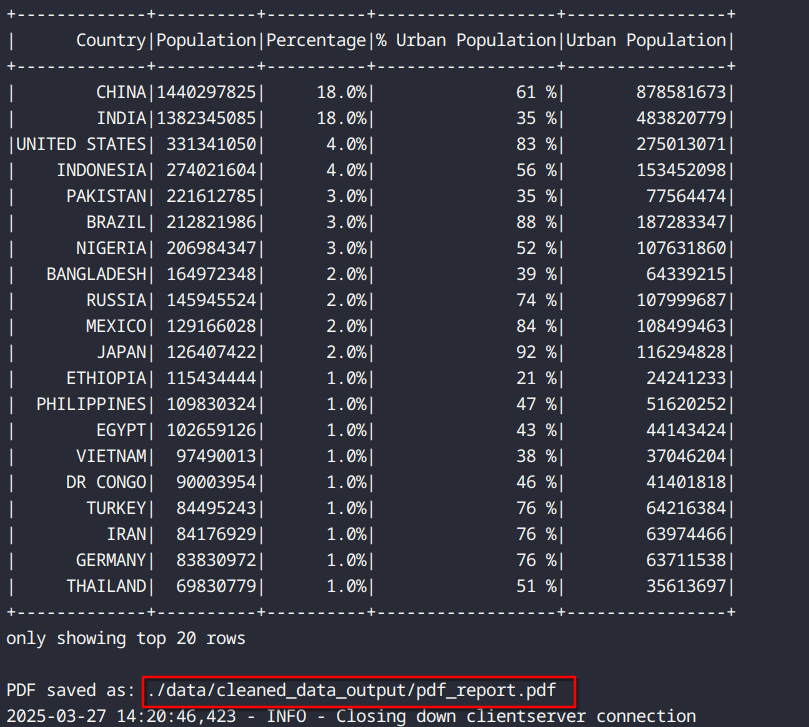 +-------------+----------+----------+------------------+----------------+
|      Country|Population|Percentage|% Urban Population|Urban Population|
+-------------+----------+----------+------------------+----------------+
|        CHINA|1440297825|     18.0%|              61 %|       878581673|
|        INDIA|1382345085|     18.0%|              35 %|       483820779|
|UNITED STATES| 331341050|      4.0%|              83 %|       275013071|
|    INDONESIA| 274021604|      4.0%|              56 %|       153452098|
|     PAKISTAN| 221612785|      3.0%|              35 %|        77564474|
|       BRAZIL| 212821986|      3.0%|              88 %|       187283347|
|      NIGERIA| 206984347|      3.0%|              52 %|       107631860|
|   BANGLADESH| 164972348|      2.0%|              39 %|        64339215|
|       RUSSIA| 145945524|      2.0%|              74 %|       107999687|
|       MEXICO| 129166028|      2.0%|              84 %|       108499463|
|        JAPAN| 126407422|      2.0%|              92 %|       116294828|
|     ETHIOPIA| 115434444|      1.0%|              21 %|        24241233|
|  PHILIPPINES| 109830324|      1.0%|              47 %|        51620252|
|        EGYPT| 102659126|      1.0%|              43 %|        44143424|
|      VIETNAM|  97490013|      1.0%|              38 %|        37046204|
|     DR CONGO|  90003954|      1.0%|              46 %|        41401818|
|       TURKEY|  84495243|      1.0%|              76 %|        64216384|
|         IRAN|  84176929|      1.0%|              76 %|        63974466|
|      GERMANY|  83830972|      1.0%|              76 %|        63711538|
|     THAILAND|  69830779|      1.0%|              51 %|        35613697|
+-------------+----------+----------+------------------+----------------+
only showing top 20 rows
PDF saved as: ./data/cleaned_data_output/pdf_report.pdf
2025-03-27 14:20:46,423 - INFO - Closing down clientserver connection